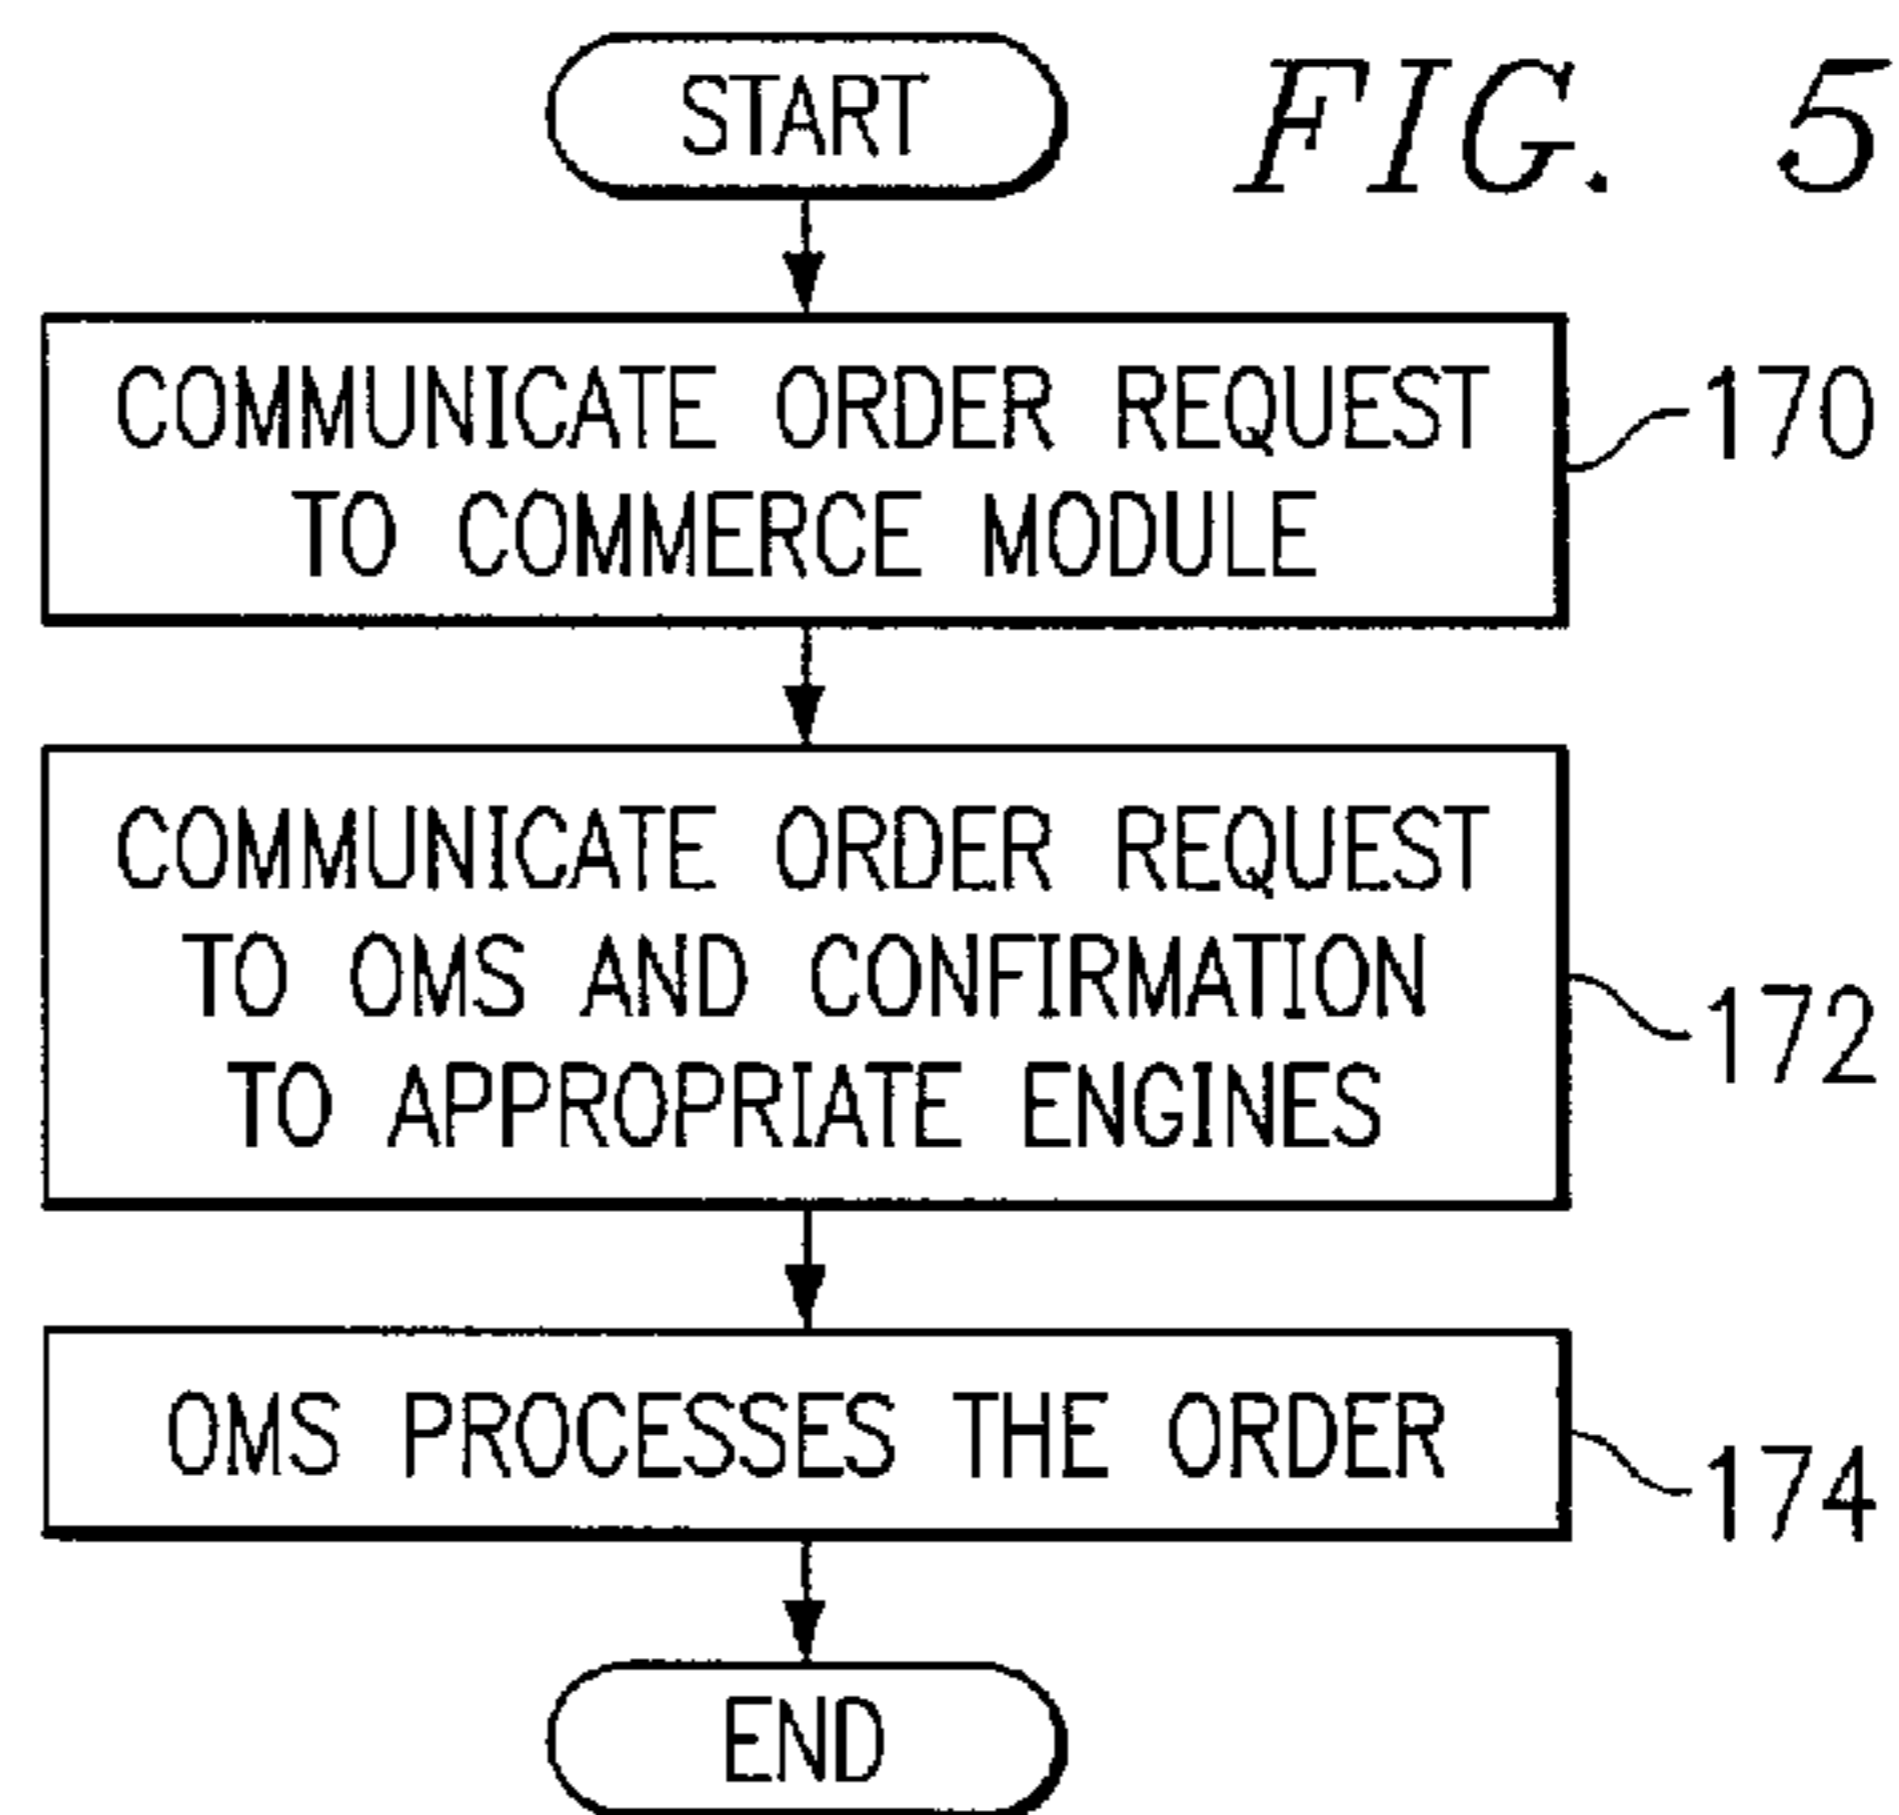 START
FIG. 5
COMMUNICATE ORDER REQUEST
TO COMMERCE MODULE
170
COMMUNICATE ORDER REQUEST
TO OMS AND CONFIRMATION
TO APPROPRIATE ENGINES
172
OMS PROCESSES THE ORDER
174
END